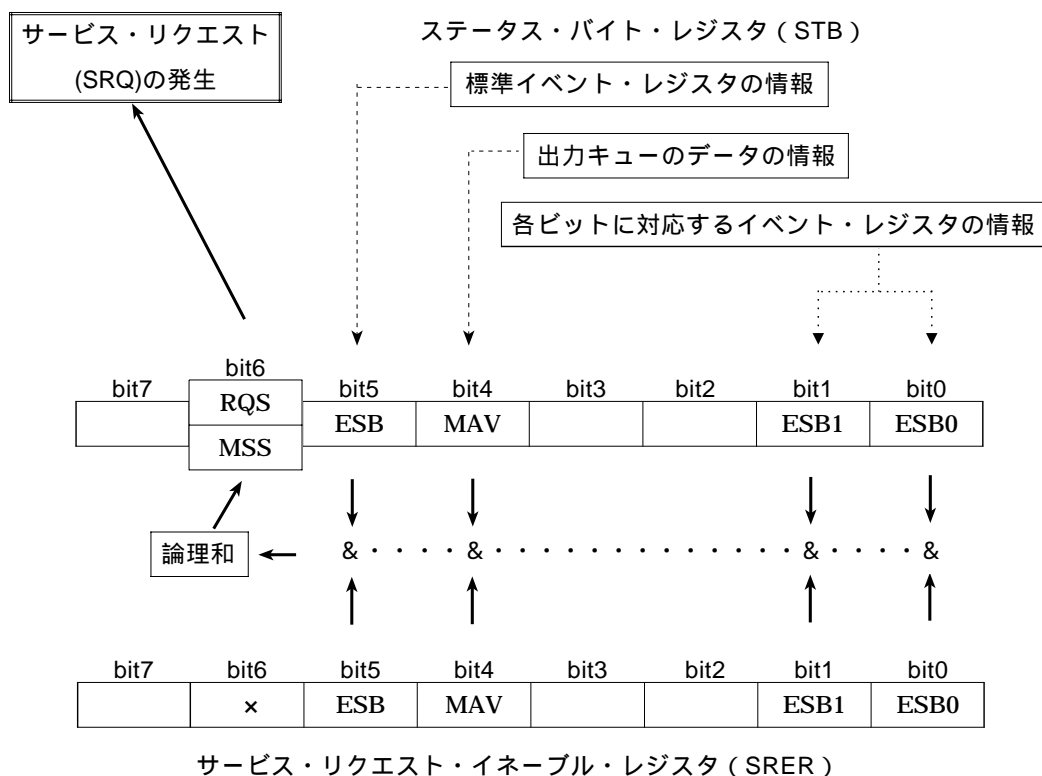 サービス・リクエスト
(SRQ)の発生
ステータス・バイト・レジスタ（STB）
標準イベント・レジスタの情報
出力キューのデータの情報
各ビットに対応するイベント・レジスタの情報
bit7 bit6 bit5 bit4 bit3 bit2 bit1 bit0
RQS
MSS
ESB MAV ESB1 ESB0
論理和
&・・・・&・・・・・・・・・・・・・&・・・・&
bit7 bit6 bit5 bit4 bit3 bit2 bit1 bit0
× ESB MAV ESB1 ESB0
サービス・リクエスト・イネーブル・レジスタ（SRER）